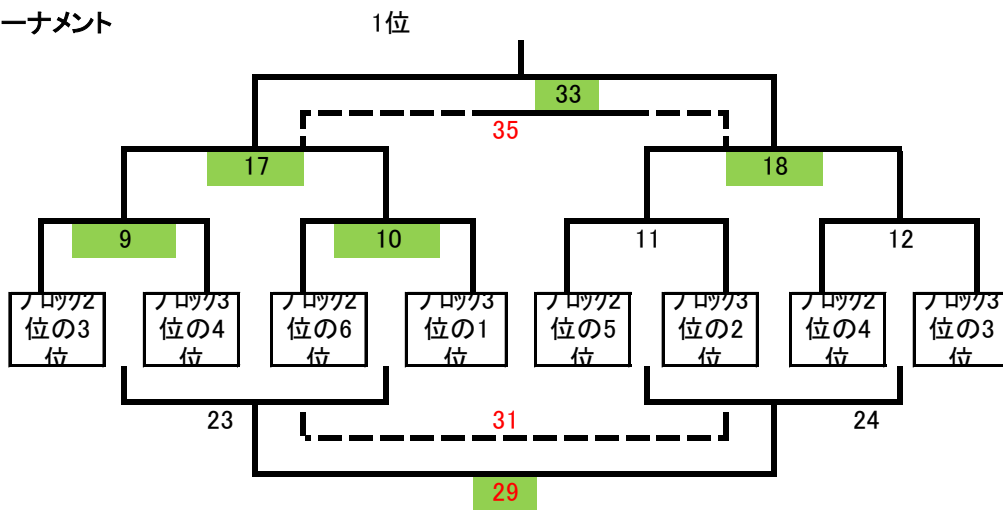 ーナメント
1位
33
35
17
18
9
10
11
12
ブロック2
位の3
位
ブロック3
位の4
位
ブロック2
位の6
位
ブロック3
位の1
位
ブロック2
位の5
位
ブロック3
位の2
位
ブロック2
位の4
位
ブロック3
位の3
位
23
31
24
29